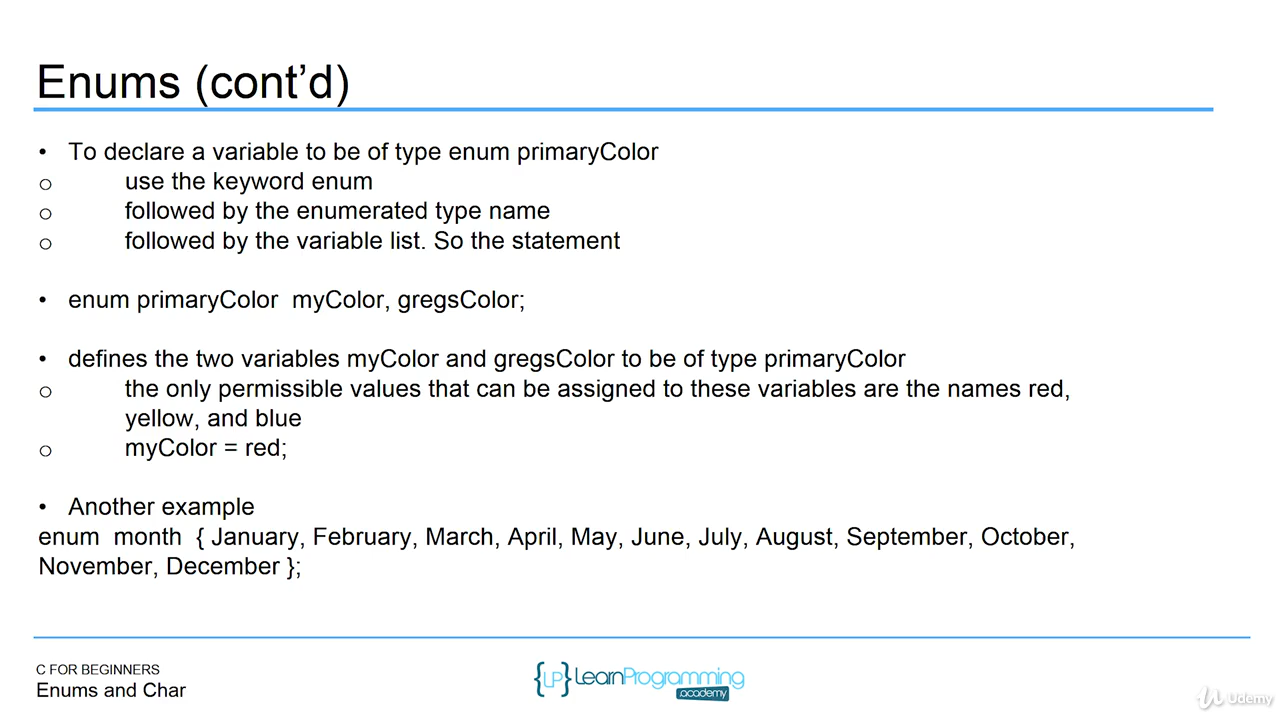 Enums (cont’d)
• To declare a variable to be of type enum primaryColor
o use the keyword enum
o followed by the enumerated type name
o followed by the variable list. So the statement
• enum primaryColor  myColor, gregsColor;
• defines the two variables myColor and gregsColor to be of type primaryColor
o the only permissible values that can be assigned to these variables are the names red,
yellow, and blue
o myColor = red;
• Another example
enum  month  { January, February, March, April, May, June, July, August, September, October,
November, December };
C FOR BEGINNERS
Enums and Char
{LP} LearnProgramming
.academy
Udemy